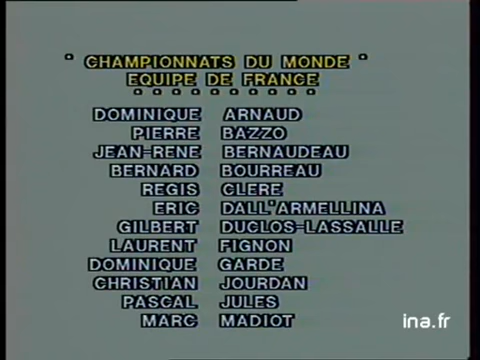 " CHAMPIONNATS DU MONDE "
EQUIPE DE FRANCE
DOMINIQUE ARNAUD
PIERRE BAZZO
JEAN-RENE BERNAUDEAU
BERNARD BOURREAU
REGIS CLERE
ERIC DALL'ARMELLINA
GILBERT DUCLOS-LASSALLE
LAURENT FIGNON
DOMINIQUE GARDE
CHRISTIAN JOURDAN
PASCAL JULES
MARC MADIOT
ina.fr